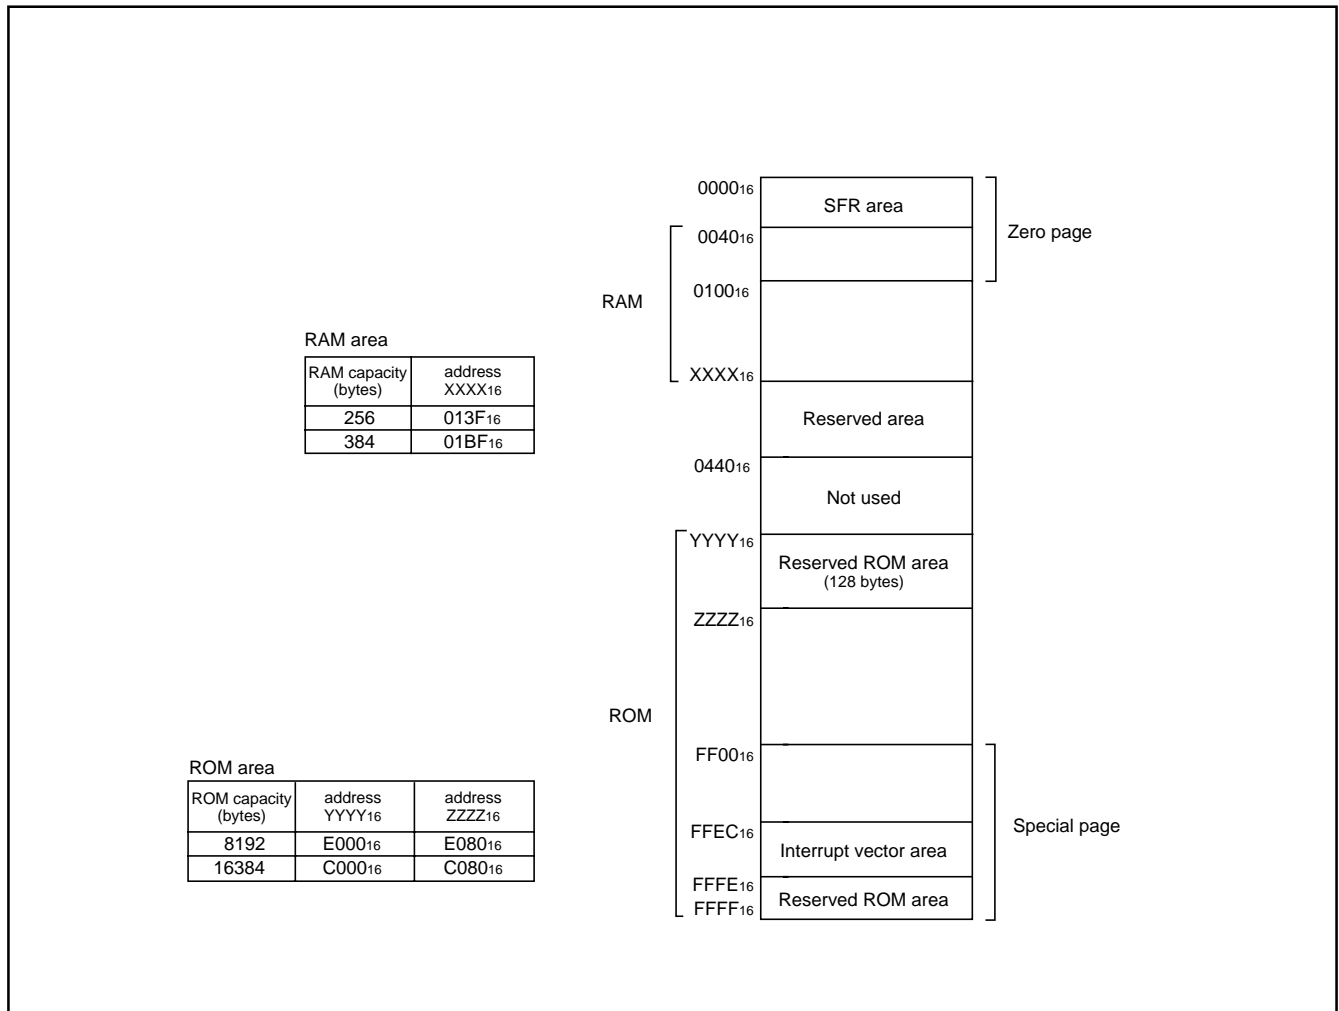 0000₁₆
SFR area
0040₁₆
Zero page
0100₁₆
RAM
XXXX₁₆
RAM area
RAM capacity (bytes) address XXXX₁₆
256 013F₁₆
384 01BF₁₆
Reserved area
0440₁₆
Not used
YYYY₁₆
Reserved ROM area
(128 bytes)
ZZZZ₁₆
ROM
FF00₁₆
ROM area
ROM capacity (bytes) address YYYY₁₆ address ZZZZ₁₆
8192 E000₁₆ E080₁₆
16384 C000₁₆ C080₁₆
FFEC₁₆
Special page
Interrupt vector area
FFFE₁₆
Reserved ROM area
FFFF₁₆